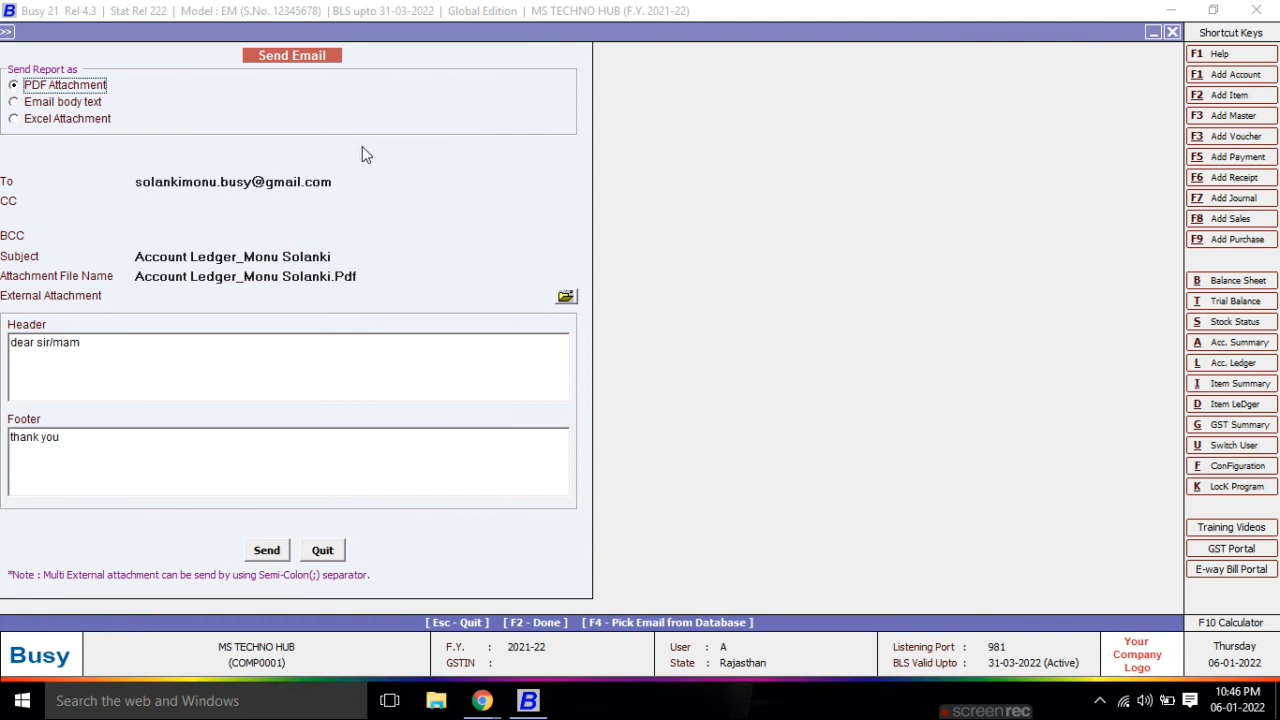 Busy 21 Rel 4.3 | Stat Rel 222 | Model : EM (S.No. 12345678) | BLS upto 31-03-2022 | Global Edition | MS TECHNO HUB (F.Y. 2021-22)
>>
Shortcut Keys
Send Email
Send Report as
PDF Attachment
Email body text
Excel Attachment
To solankimonu.busy@gmail.com
CC
BCC
Subject Account Ledger_Monu Solanki
Attachment File Name Account Ledger_Monu Solanki.Pdf
External Attachment
Header
dear sir/mam
Footer
thank you
Send Quit
*Note : Multi External attachment can be send by using Semi-Colon(;) separator.
F1 Help
F1 Add Account
F2 Add Item
F3 Add Master
F3 Add Voucher
F5 Add Payment
F6 Add Receipt
F7 Add Journal
F8 Add Sales
F9 Add Purchase
B Balance Sheet
T Trial Balance
S Stock Status
A Acc. Summary
L Acc. Ledger
I Item Summary
D Item LeDger
G GST Summary
U Switch User
F ConFiguration
K LocK Program
Training Videos
GST Portal
E-way Bill Portal
[ Esc - Quit ] [ F2 - Done ] [ F4 - Pick Email from Database ]
F10 Calculator
Busy
MS TECHNO HUB
(COMP0001)
F.Y. : 2021-22
GSTIN :
User : A
State : Rajasthan
Listening Port : 981
BLS Valid Upto : 31-03-2022 (Active)
Your
Company
Logo
Thursday
06-01-2022
Search the web and Windows
screenrec
10:46 PM
06-01-2022